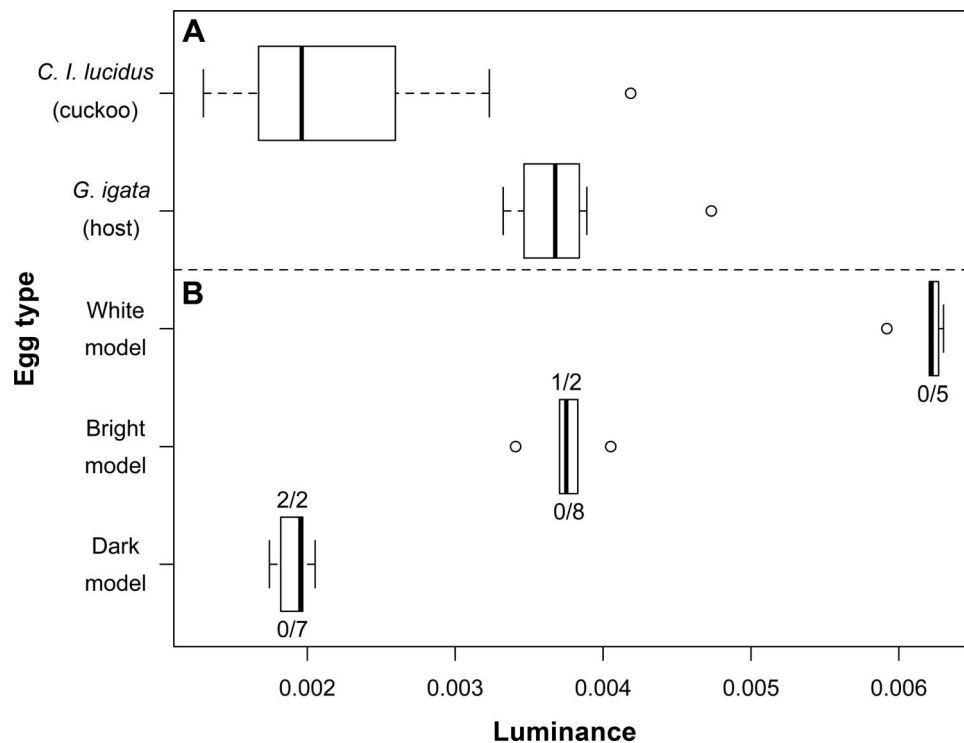 A
C. l. lucidus
(cuckoo)
G. igata
(host)
B
White
model
0/5
1/2
Bright
model
0/8
2/2
Dark
model
0/7
Egg type
0.002 0.003 0.004 0.005 0.006
Luminance